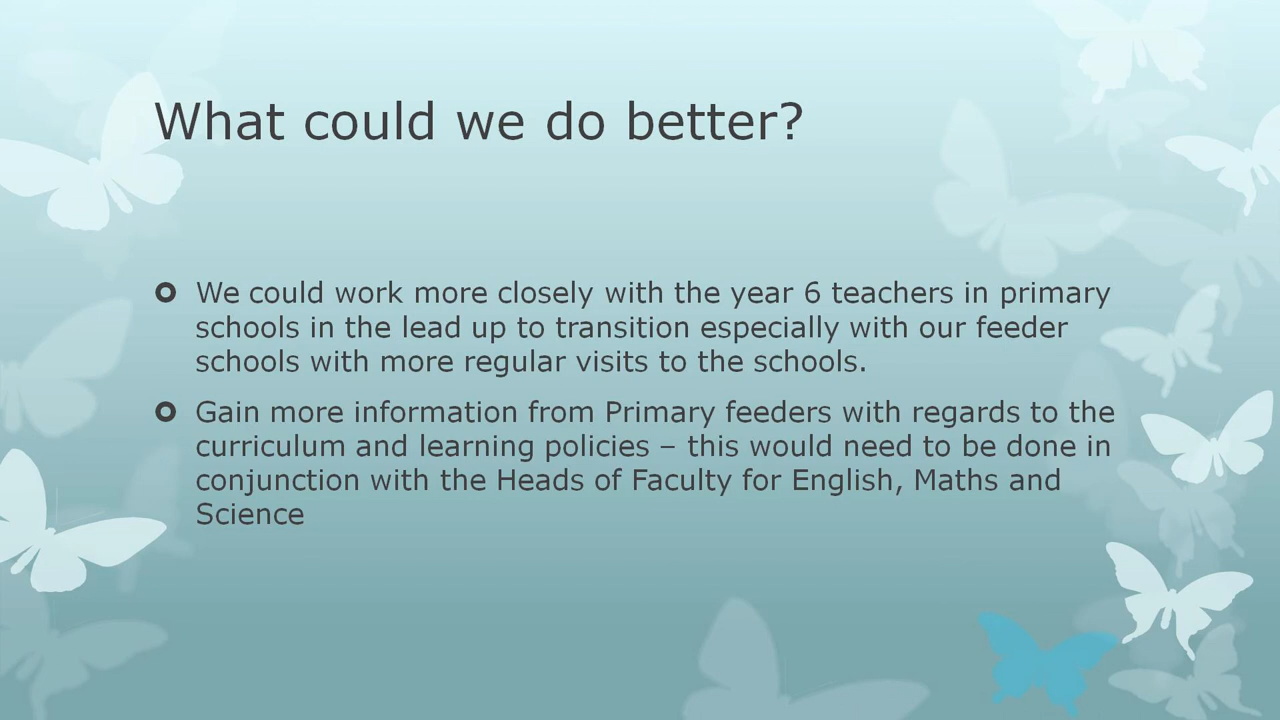 What could we do better?
We could work more closely with the year 6 teachers in primary
schools in the lead up to transition especially with our feeder
schools with more regular visits to the schools.
Gain more information from Primary feeders with regards to the
curriculum and learning policies – this would need to be done in
conjunction with the Heads of Faculty for English, Maths and
Science